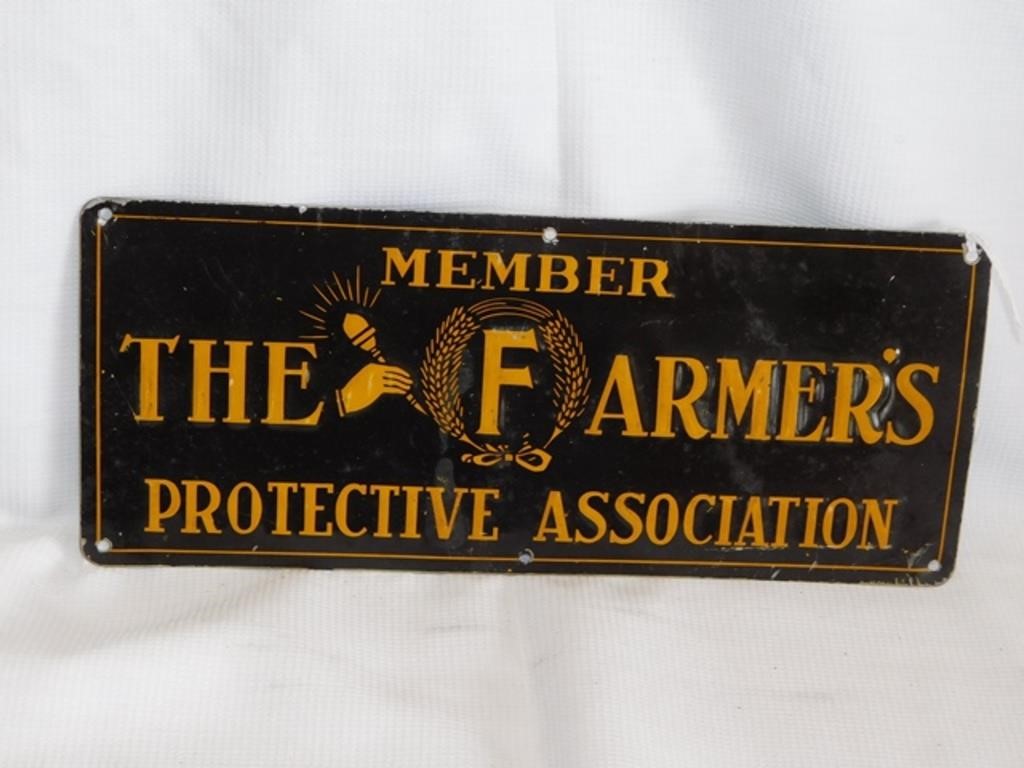 MEMBER
THE FARMER'S
PROTECTIVE ASSOCIATION